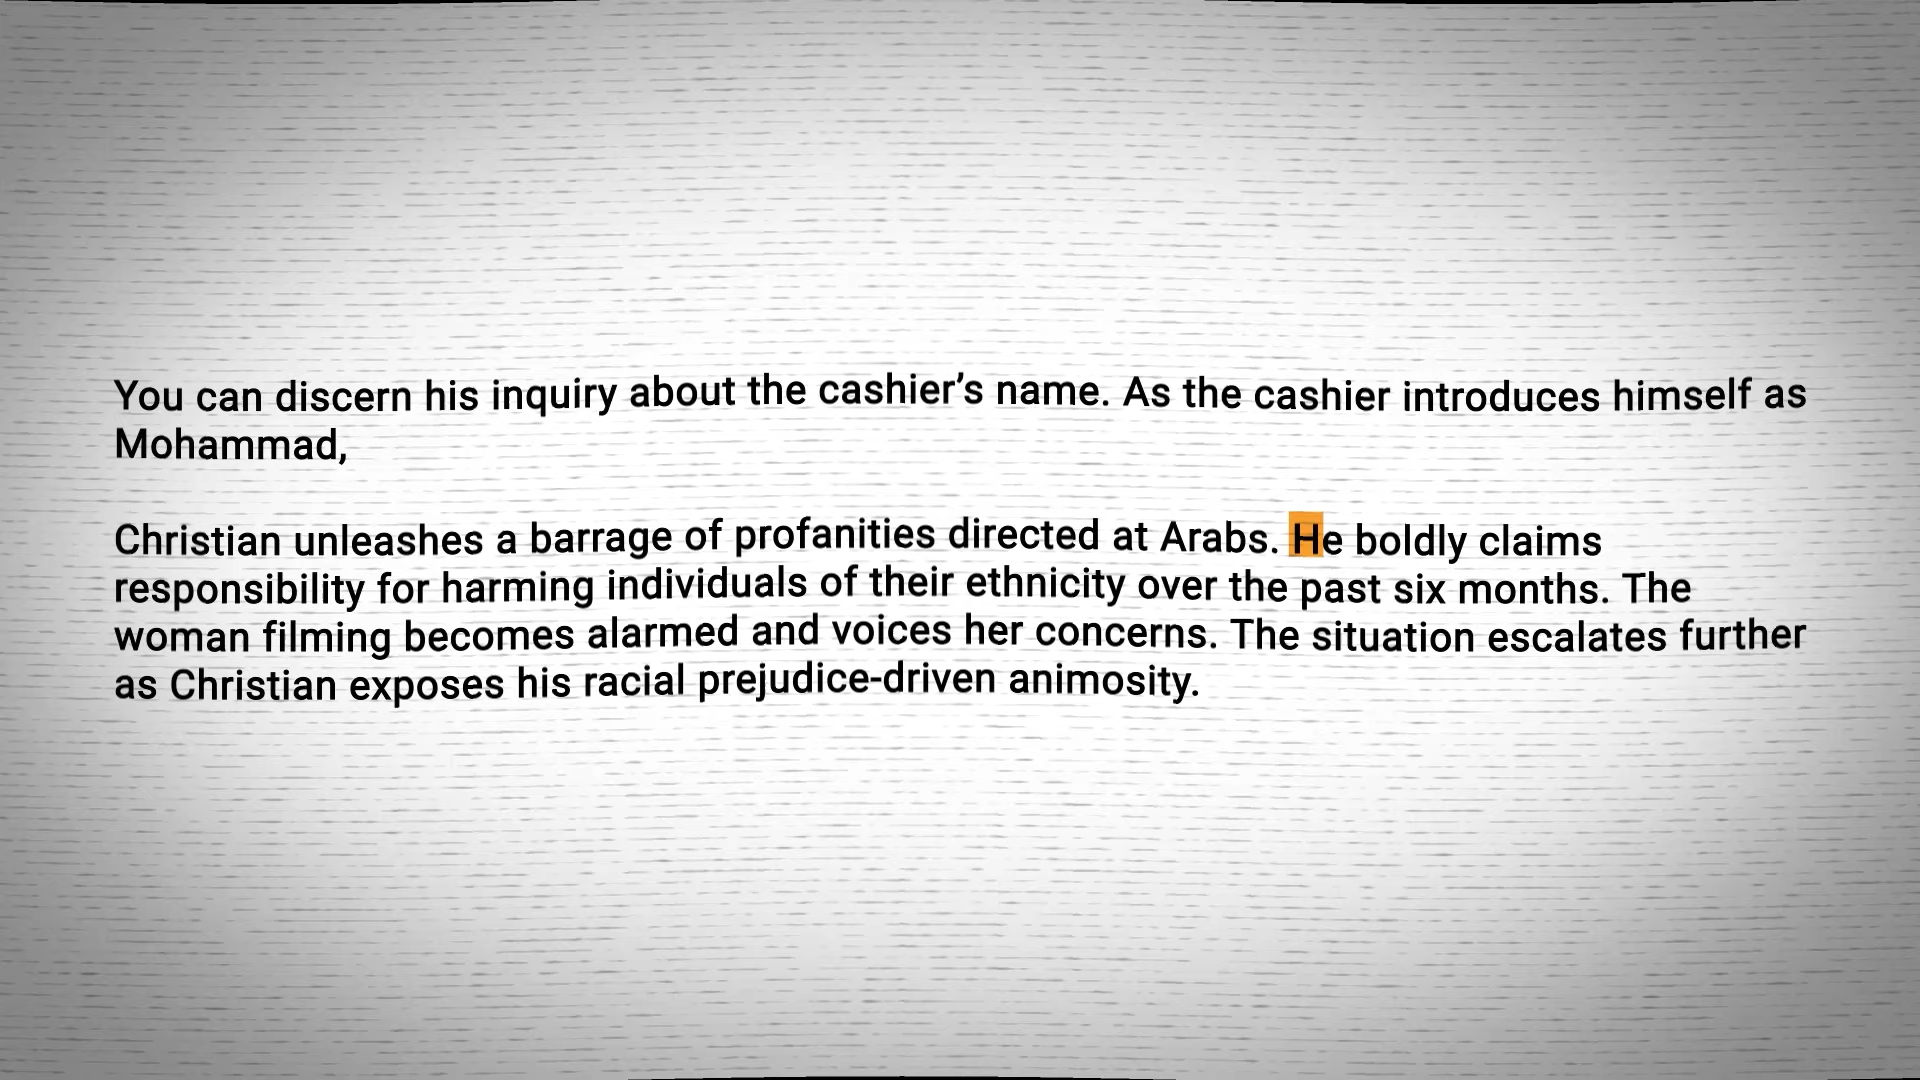 You can discern his inquiry about the cashier’s name. As the cashier introduces himself as
Mohammad,
Christian unleashes a barrage of profanities directed at Arabs. He boldly claims
responsibility for harming individuals of their ethnicity over the past six months. The
woman filming becomes alarmed and voices her concerns. The situation escalates further
as Christian exposes his racial prejudice-driven animosity.